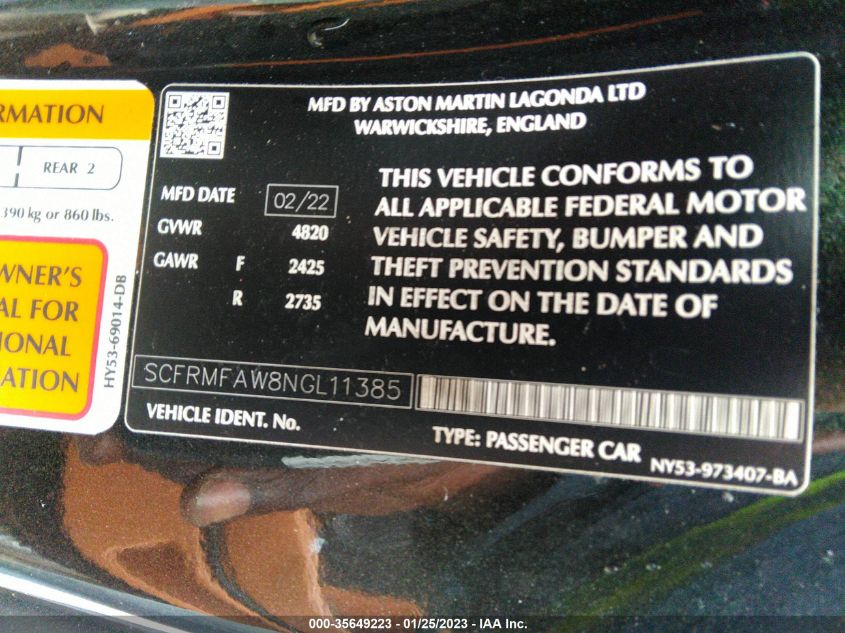 RMATION
REAR 2
390 kg or 860 lbs.
WNER'S
AL FOR
IONAL
ATION
HY53-69014-DB
MFD BY ASTON MARTIN LAGONDA LTD
WARWICKSHIRE, ENGLAND
MFD DATE 02/22
GVWR 4820
GAWR F 2425
R 2735
THIS VEHICLE CONFORMS TO
ALL APPLICABLE FEDERAL MOTOR
VEHICLE SAFETY, BUMPER AND
THEFT PREVENTION STANDARDS
IN EFFECT ON THE DATE OF
MANUFACTURE.
SCFRMFAW8NGL11385
VEHICLE IDENT. No.
TYPE: PASSENGER CAR
NY53-973407-BA
000-35649223 - 01/25/2023 - IAA Inc.